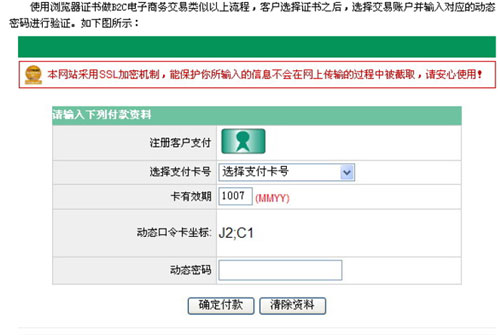 使用浏览器证书做B2C电子商务交易类似以上流程，客户选择证书之后，选择交易账户并输入对应的动态
密码进行验证。如下图所示：
本网站采用SSL加密机制，能保护你所输入的信息不会在网上传输的过程中被截取，请安心使用！
请输入下列付款资料
注册客户支付
选择支付卡号 选择支付卡号
卡有效期 1007 (MMYY)
动态口令卡坐标: J2;C1
动态密码
确定付款 清除资料